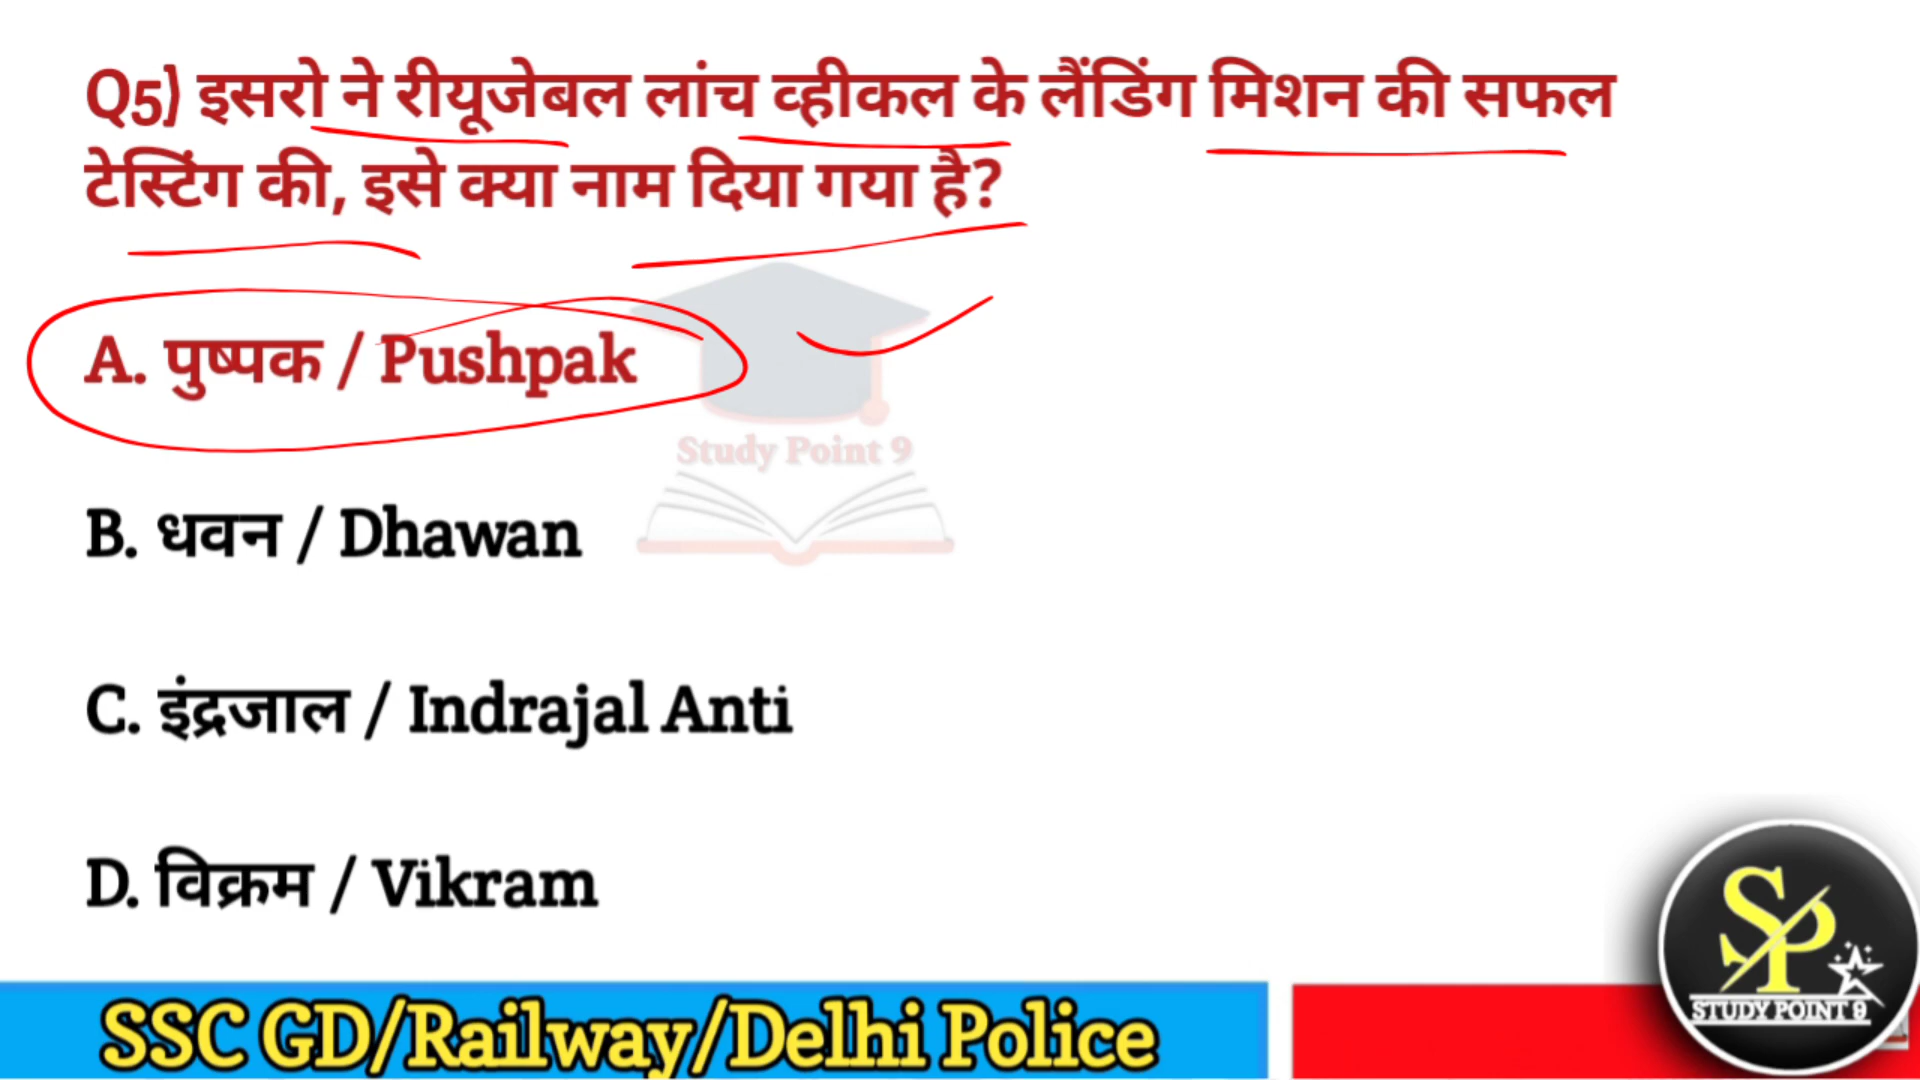 Q5) इसरो ने रीयूजेबल लांच व्हीकल के लैंडिंग मिशन की सफल
टेस्टिंग की, इसे क्या नाम दिया गया है?
A. पुष्पक / Pushpak
Study Point 9
B. धवन / Dhawan
C. इंद्रजाल / Indrajal Anti
D. विक्रम / Vikram
SP
STUDY POINT 9
SSC GD/Railway/Delhi Police